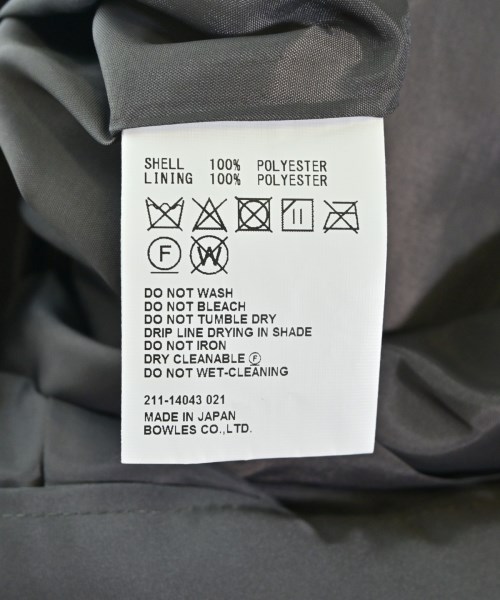 SHELL 100% POLYESTER
LINING 100% POLYESTER
F W
DO NOT WASH
DO NOT BLEACH
DO NOT TUMBLE DRY
DRIP LINE DRYING IN SHADE
DO NOT IRON
DRY CLEANABLE Ⓕ
DO NOT WET-CLEANING
211-14043 021
MADE IN JAPAN
BOWLES CO.,LTD.